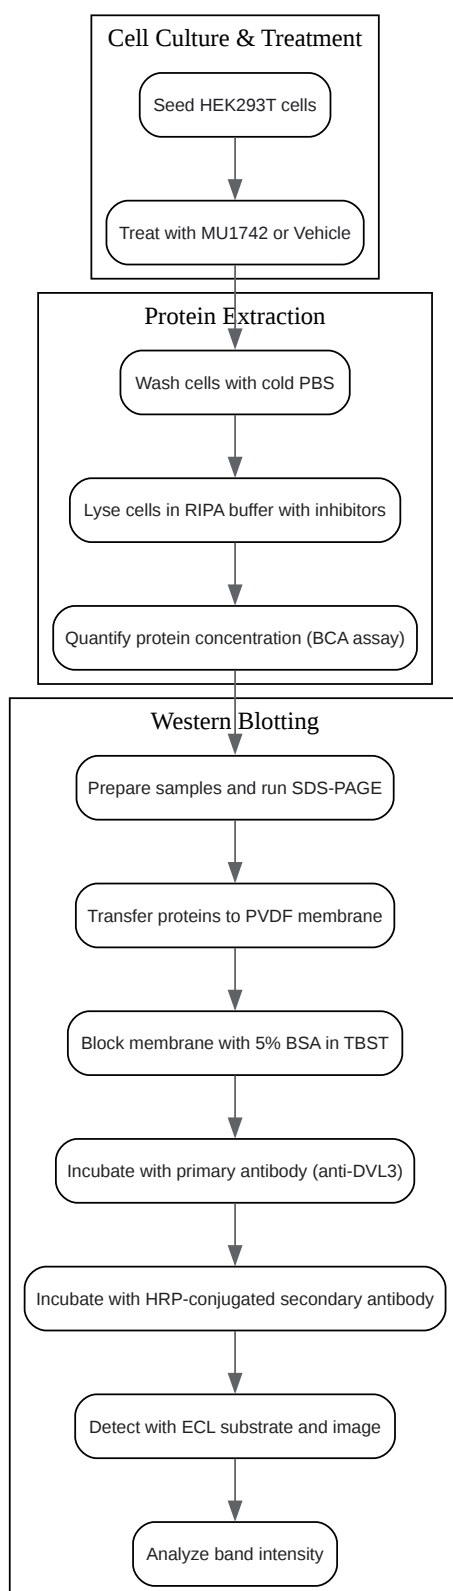 Cell Culture & Treatment
Seed HEK293T cells
Treat with MU1742 or Vehicle
Protein Extraction
Wash cells with cold PBS
Lyse cells in RIPA buffer with inhibitors
Quantify protein concentration (BCA assay)
Western Blotting
Prepare samples and run SDS-PAGE
Transfer proteins to PVDF membrane
Block membrane with 5% BSA in TBST
Incubate with primary antibody (anti-DVL3)
Incubate with HRP-conjugated secondary antibody
Detect with ECL substrate and image
Analyze band intensity